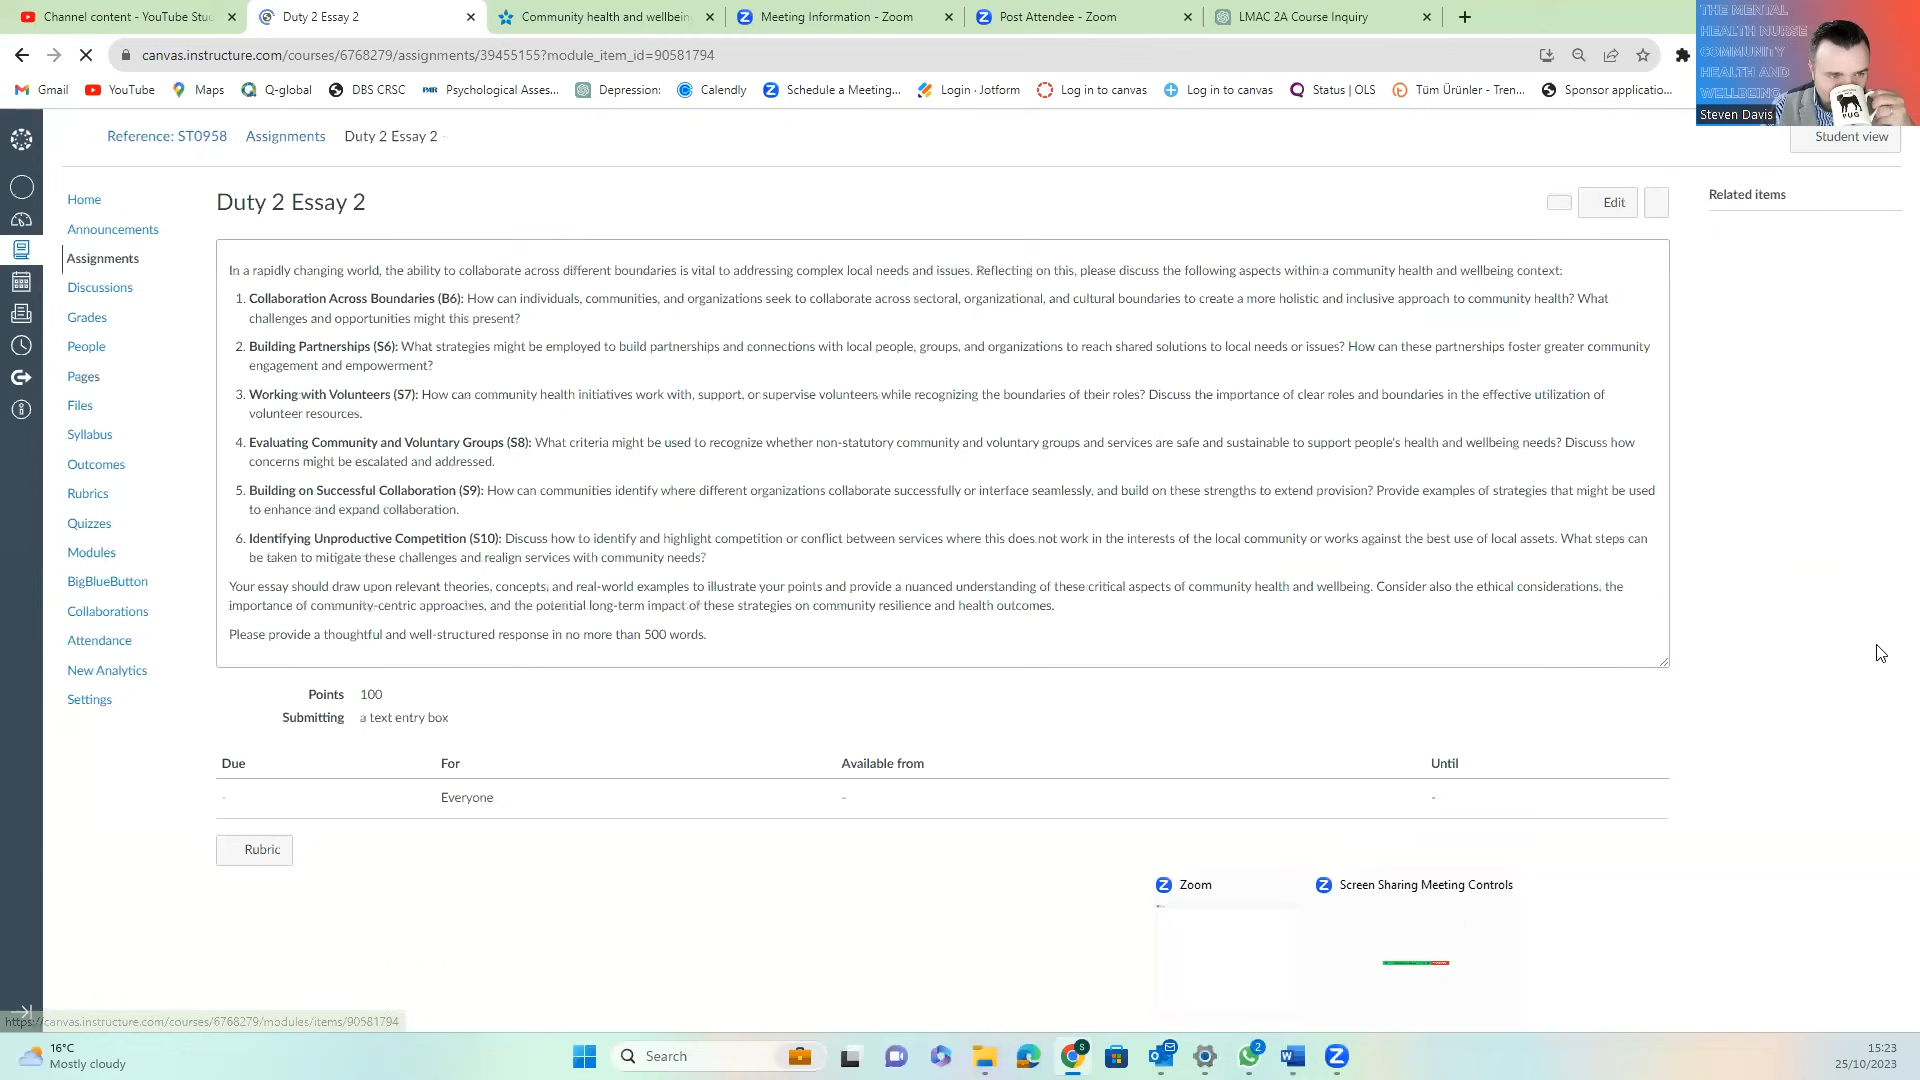 Channel content - YouTube Stu
Duty 2 Essay 2
Community health and wellbein
Meeting Information - Zoom
Post Attendee - Zoom
LMAC 2A Course Inquiry
canvas.instructure.com/courses/6768279/assignments/39455155?module_item_id=90581794
Gmail
YouTube
Maps
Q-global
DBS CRSC
Psychological Asses...
Depression:
Calendly
Schedule a Meeting...
Login · Jotform
Log in to canvas
Log in to canvas
Status | OLS
Tüm Ürünler - Tren...
Sponsor applicatio...
THE MENTAL
HEALTH NURSE
COMMUNITY
HEALTH AND
WELLBEING
PUG
Steven Davis
Reference: ST0958
Assignments
Duty 2 Essay 2
Student view
Home
Announcements
Assignments
Discussions
Grades
People
Pages
Files
Syllabus
Outcomes
Rubrics
Quizzes
Modules
BigBlueButton
Collaborations
Attendance
New Analytics
Settings
Duty 2 Essay 2
Edit
Related items
In a rapidly changing world, the ability to collaborate across different boundaries is vital to addressing complex local needs and issues. Reflecting on this, please discuss the following aspects within a community health and wellbeing context:
1. Collaboration Across Boundaries (B6): How can individuals, communities, and organizations seek to collaborate across sectoral, organizational, and cultural boundaries to create a more holistic and inclusive approach to community health? What
challenges and opportunities might this present?
2. Building Partnerships (S6): What strategies might be employed to build partnerships and connections with local people, groups, and organizations to reach shared solutions to local needs or issues? How can these partnerships foster greater community
engagement and empowerment?
3. Working with Volunteers (S7): How can community health initiatives work with, support, or supervise volunteers while recognizing the boundaries of their roles? Discuss the importance of clear roles and boundaries in the effective utilization of
volunteer resources.
4. Evaluating Community and Voluntary Groups (S8): What criteria might be used to recognize whether non-statutory community and voluntary groups and services are safe and sustainable to support people's health and wellbeing needs? Discuss how
concerns might be escalated and addressed.
5. Building on Successful Collaboration (S9): How can communities identify where different organizations collaborate successfully or interface seamlessly, and build on these strengths to extend provision? Provide examples of strategies that might be used
to enhance and expand collaboration.
6. Identifying Unproductive Competition (S10): Discuss how to identify and highlight competition or conflict between services where this does not work in the interests of the local community or works against the best use of local assets. What steps can
be taken to mitigate these challenges and realign services with community needs?
Your essay should draw upon relevant theories, concepts, and real-world examples to illustrate your points and provide a nuanced understanding of these critical aspects of community health and wellbeing. Consider also the ethical considerations, the
importance of community-centric approaches, and the potential long-term impact of these strategies on community resilience and health outcomes.
Please provide a thoughtful and well-structured response in no more than 500 words.
Points 100
Submitting a text entry box
Due For Available from Until
- Everyone - -
Rubric
Zoom
Screen Sharing Meeting Controls
https://canvas.instructure.com/courses/6768279/modules/items/90581794
16°C
Mostly cloudy
Search
S
2
15:23
25/10/2023